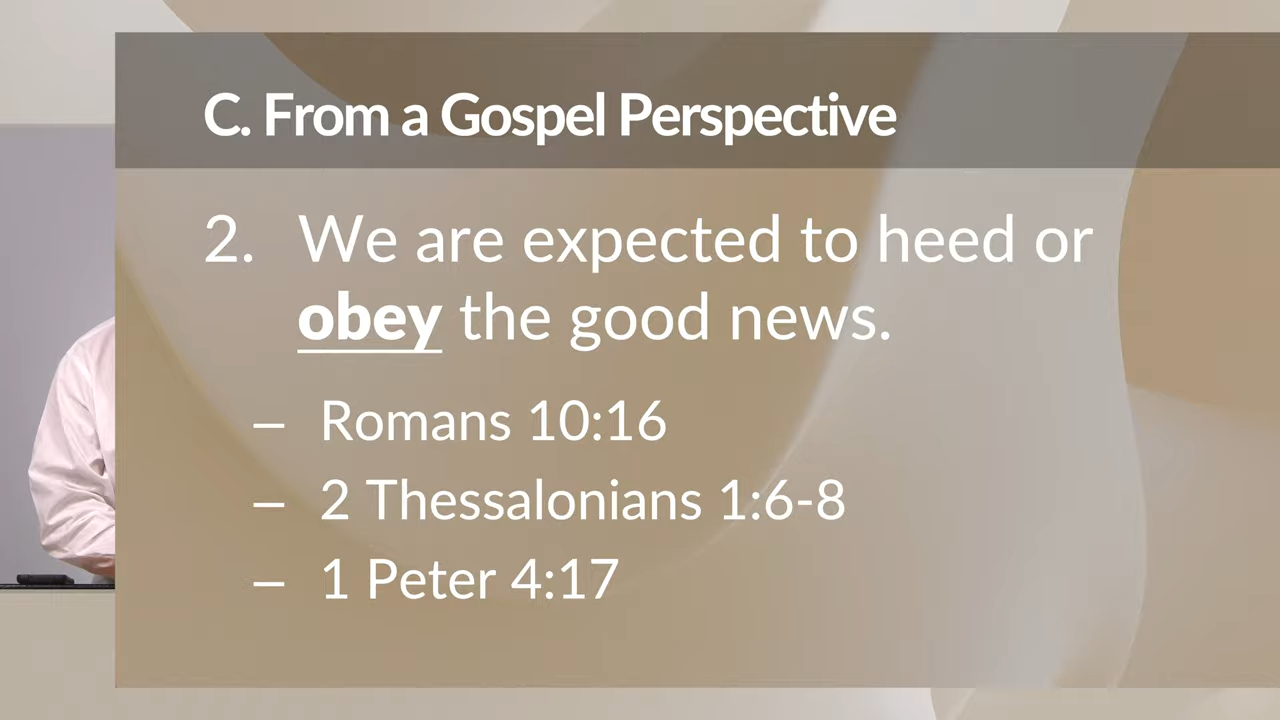 C. From a Gospel Perspective
2. We are expected to heed or
obey the good news.
– Romans 10:16
– 2 Thessalonians 1:6-8
– 1 Peter 4:17